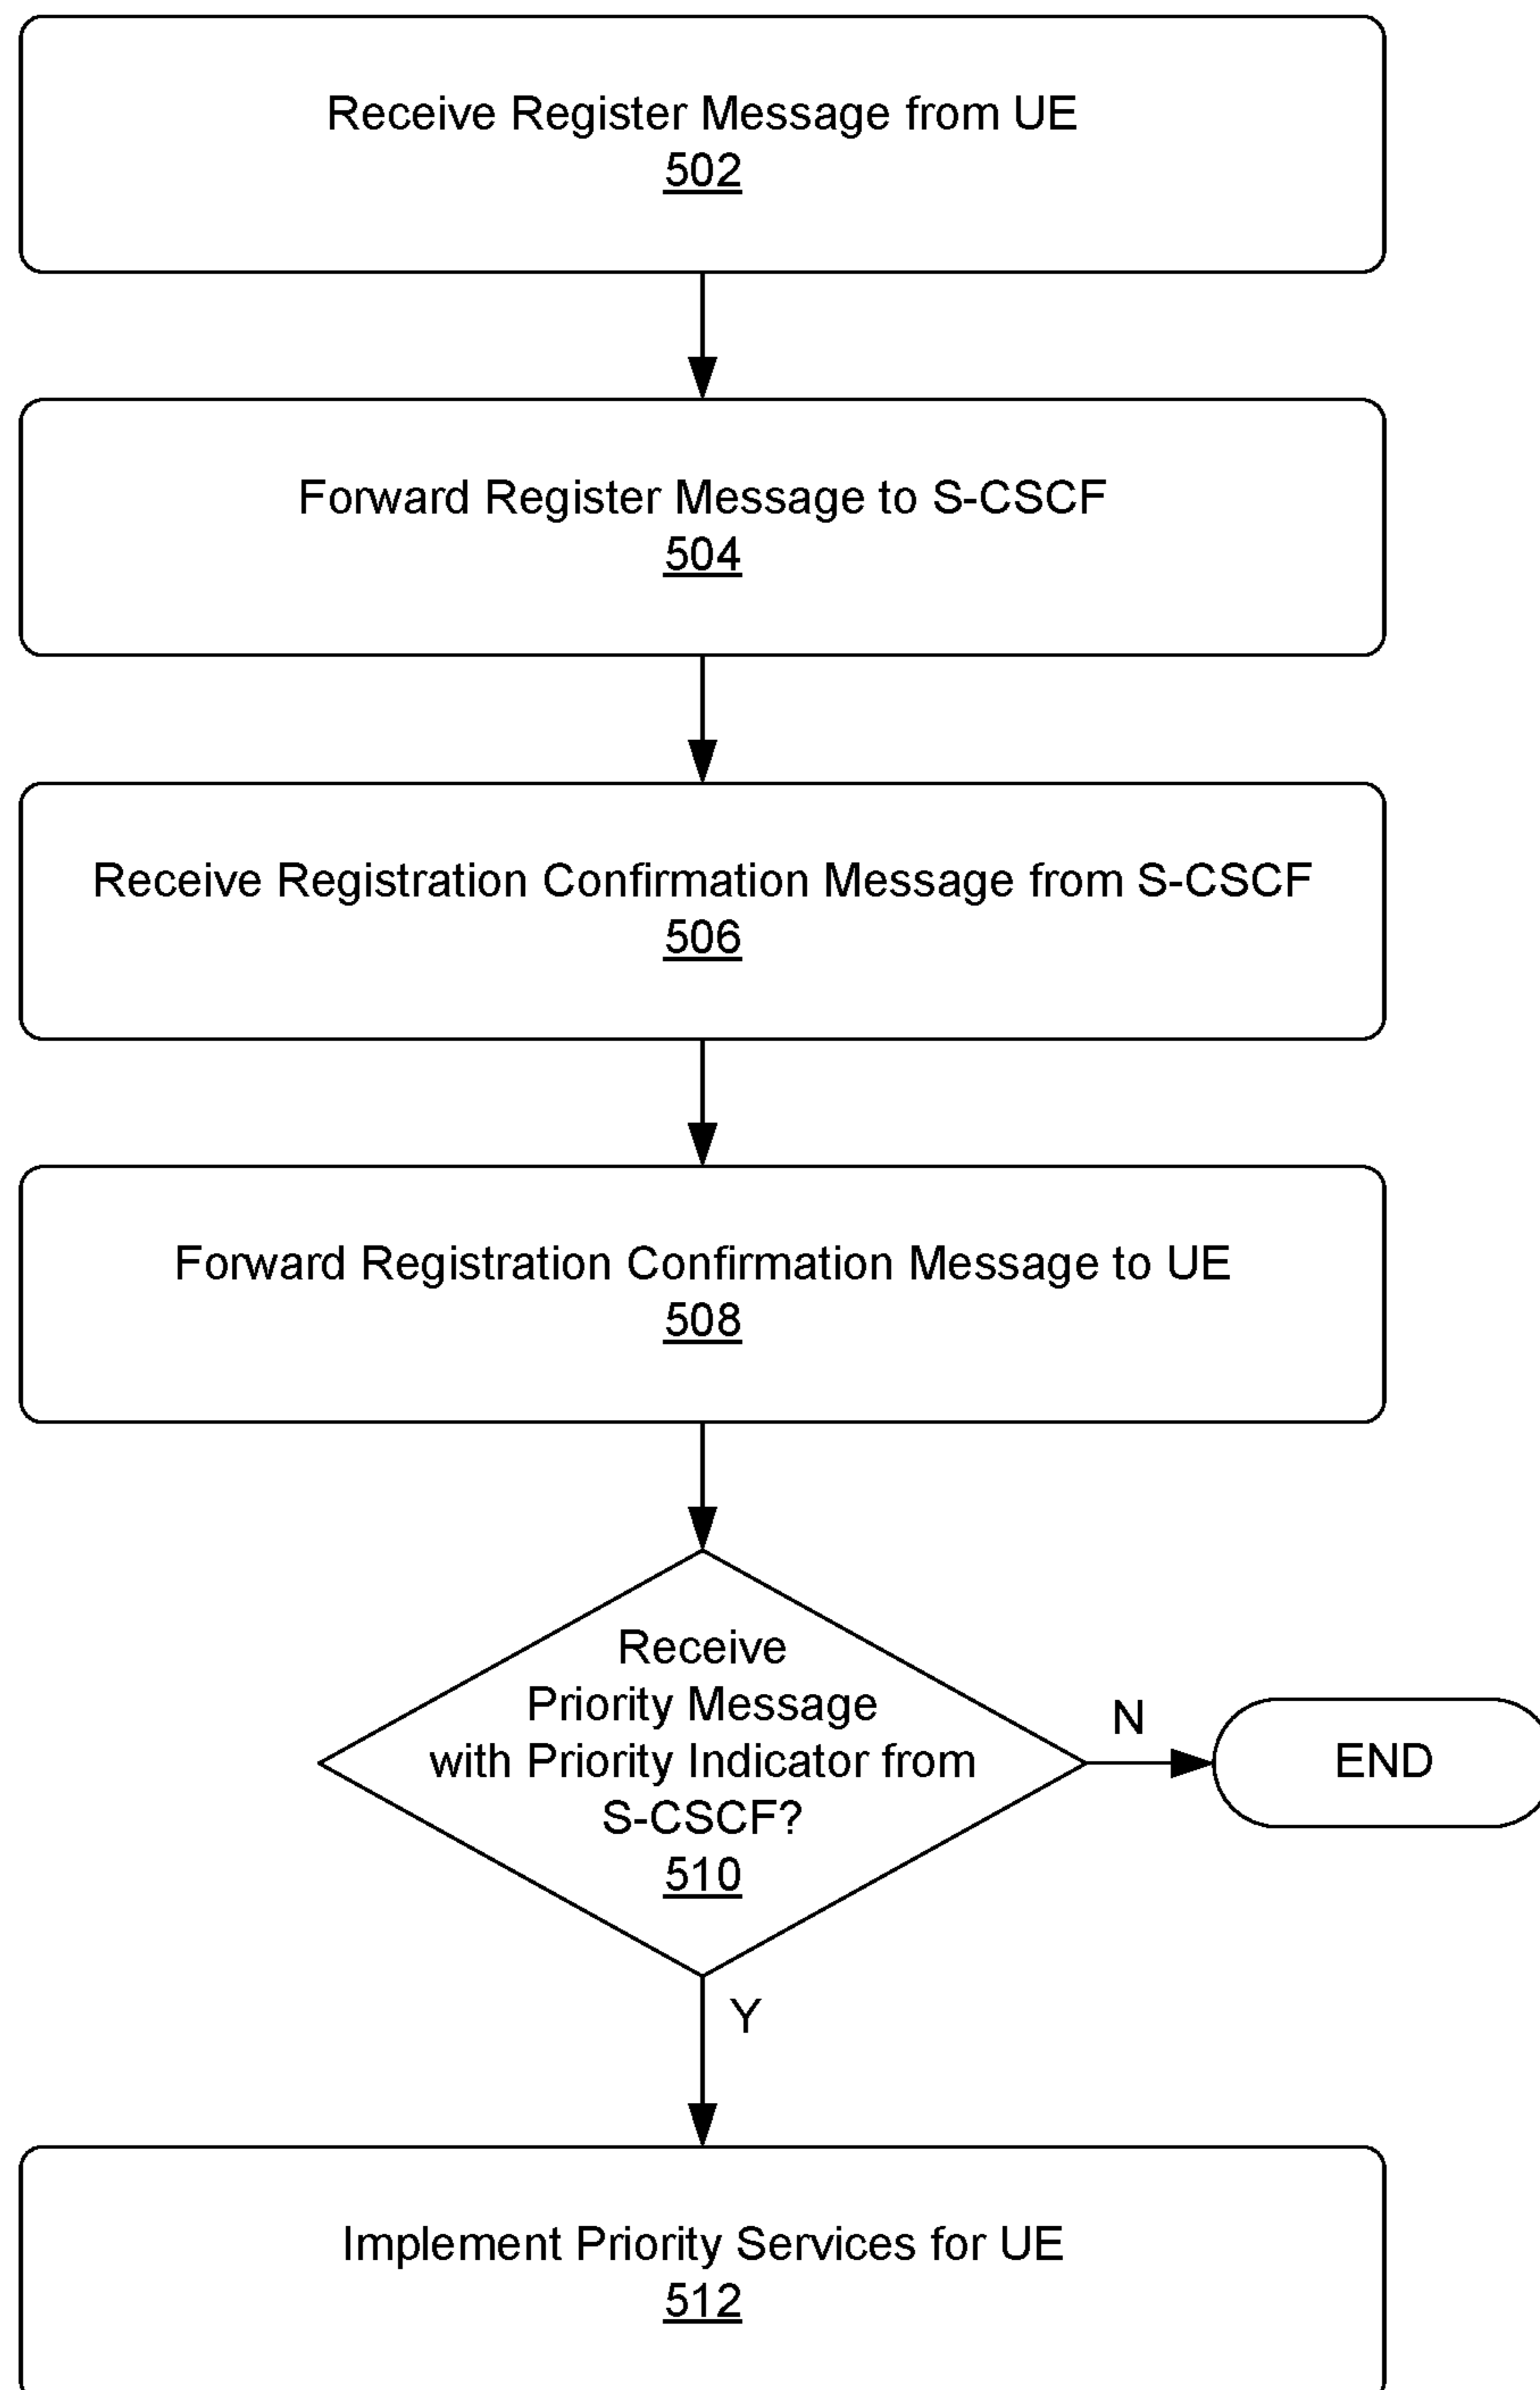 Receive Register Message from UE
502
Forward Register Message to S-CSCF
504
Receive Registration Confirmation Message from S-CSCF
506
Forward Registration Confirmation Message to UE
508
Receive
Priority Message
with Priority Indicator from
S-CSCF?
510
N
END
Y
Implement Priority Services for UE
512